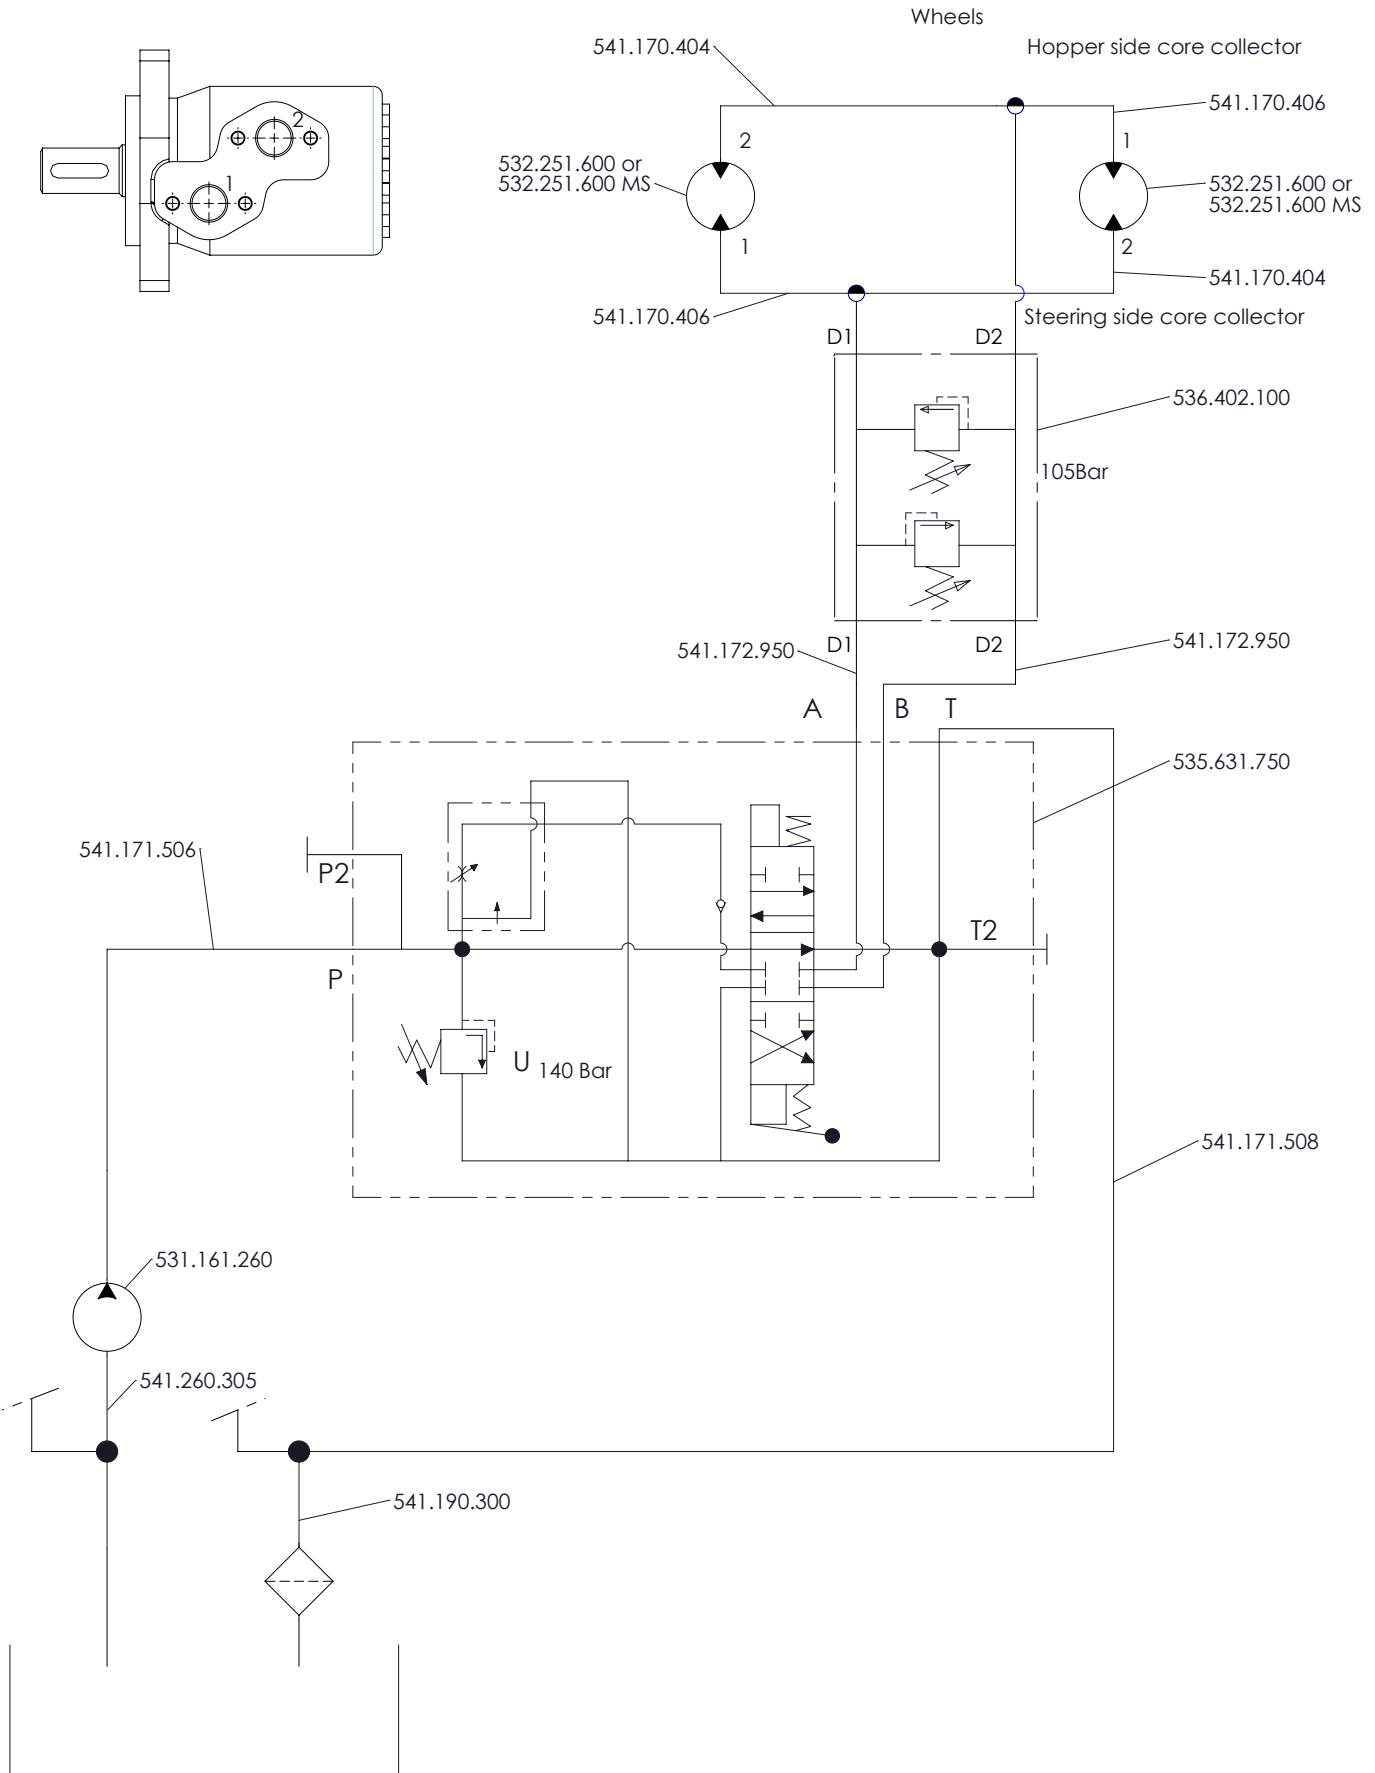 Wheels
541.170.404
Hopper side core collector
541.170.406
2
2
1
532.251.600 or
532.251.600 MS
532.251.600 or
532.251.600 MS
1
1
2
541.170.404
541.170.406
Steering side core collector
D1
D2
536.402.100
105Bar
D1
D2
541.172.950
541.172.950
A
B
T
535.631.750
541.171.506
P2
T2
P
U
140 Bar
541.171.508
531.161.260
541.260.305
541.190.300